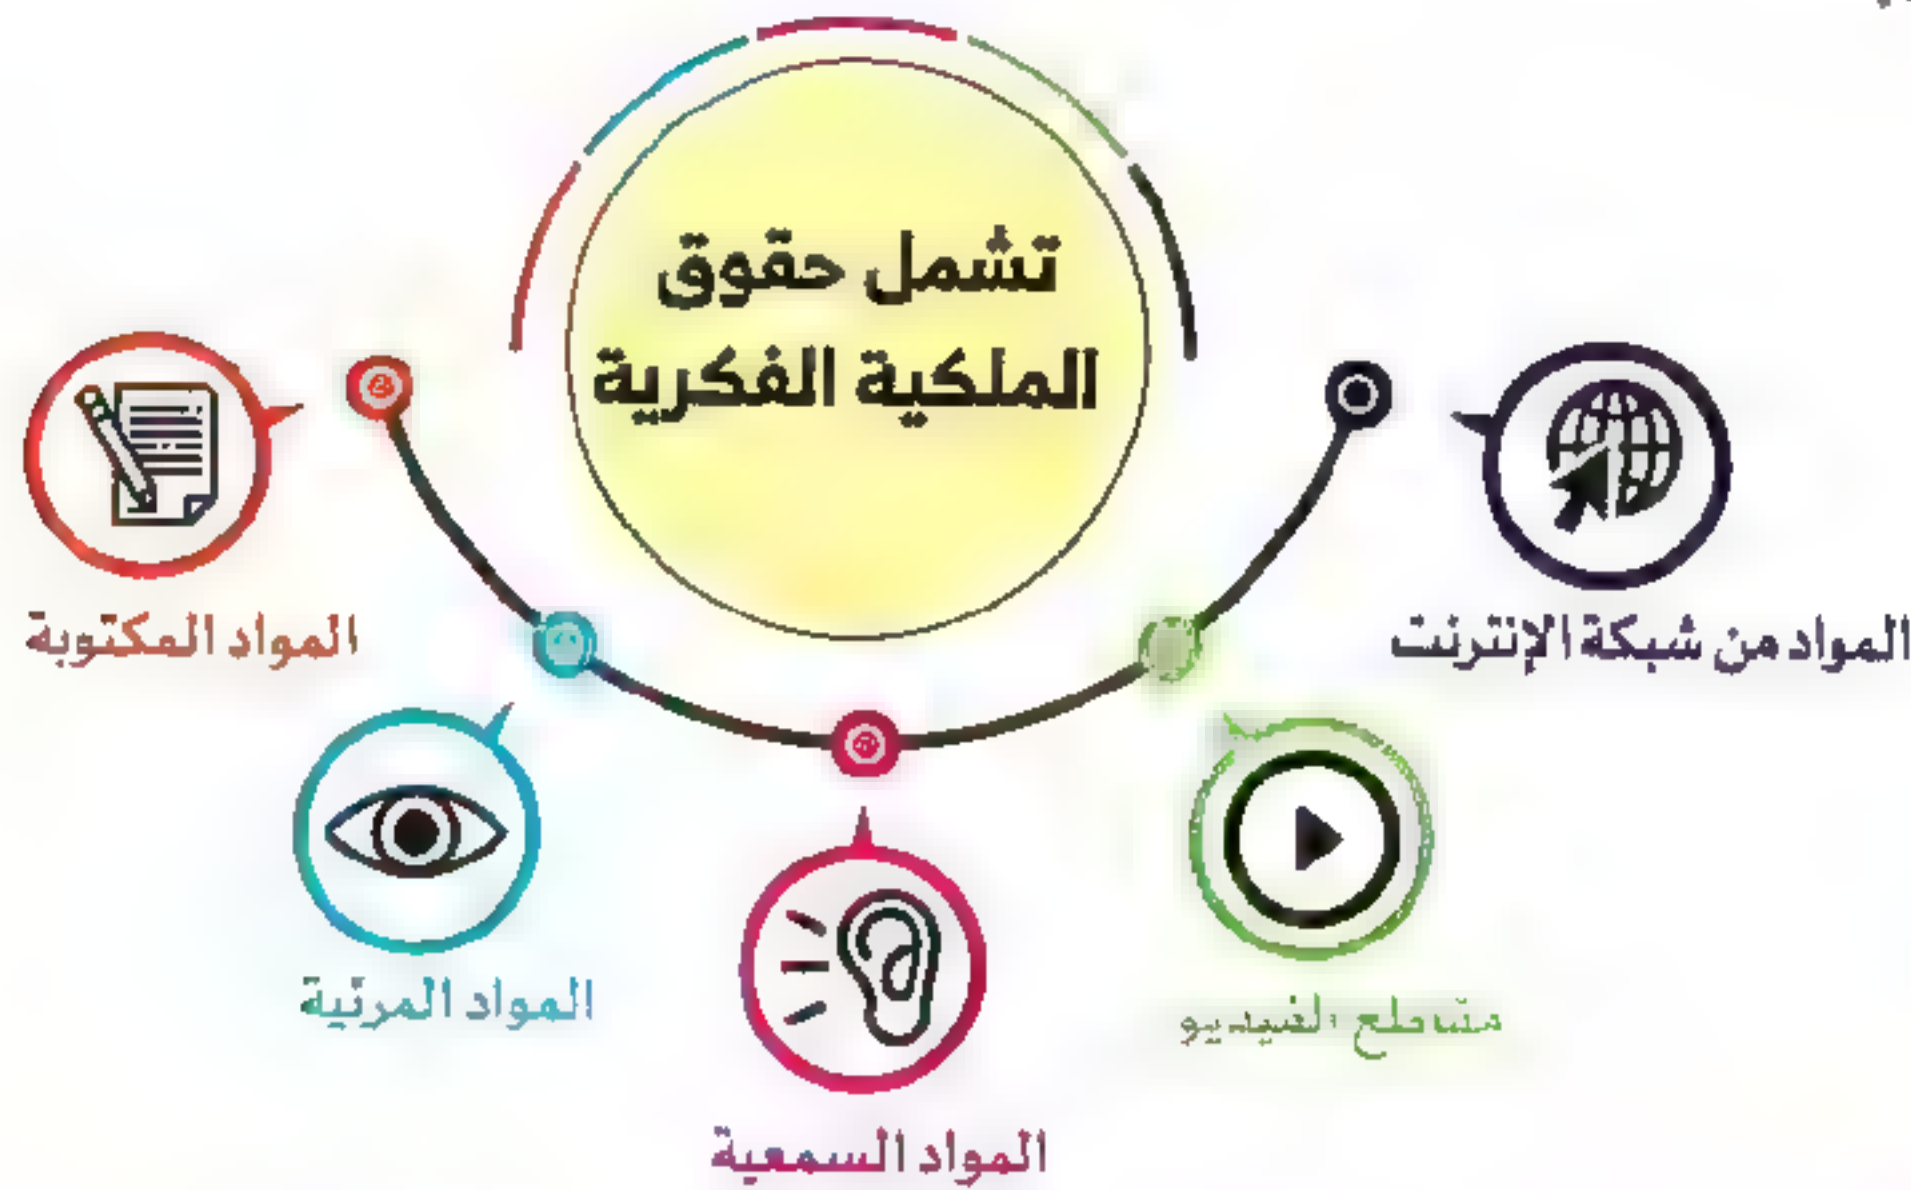 تشمل حقوق
الملكية الفكرية
المواد من شبكة الإنترنت
المواد المكتوبة
مقاطع الفيديو
المواد المرئية
المواد السمعية